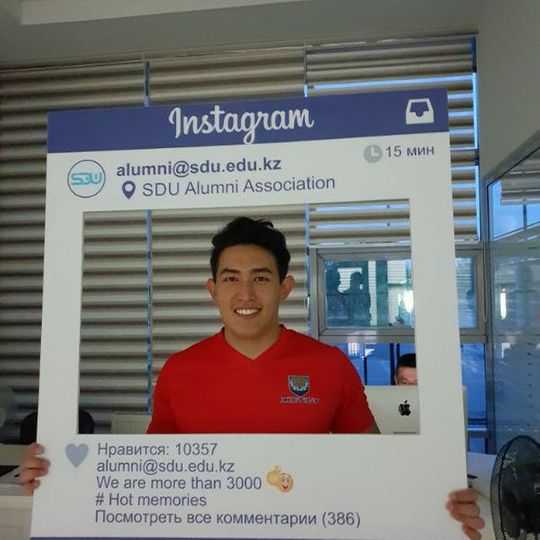 Instagram
SDU
alumni@sdu.edu.kz
15 мин
SDU Alumni Association
Нравится: 10357
alumni@sdu.edu.kz
We are more than 3000
# Hot memories
Посмотреть все комментарии (386)